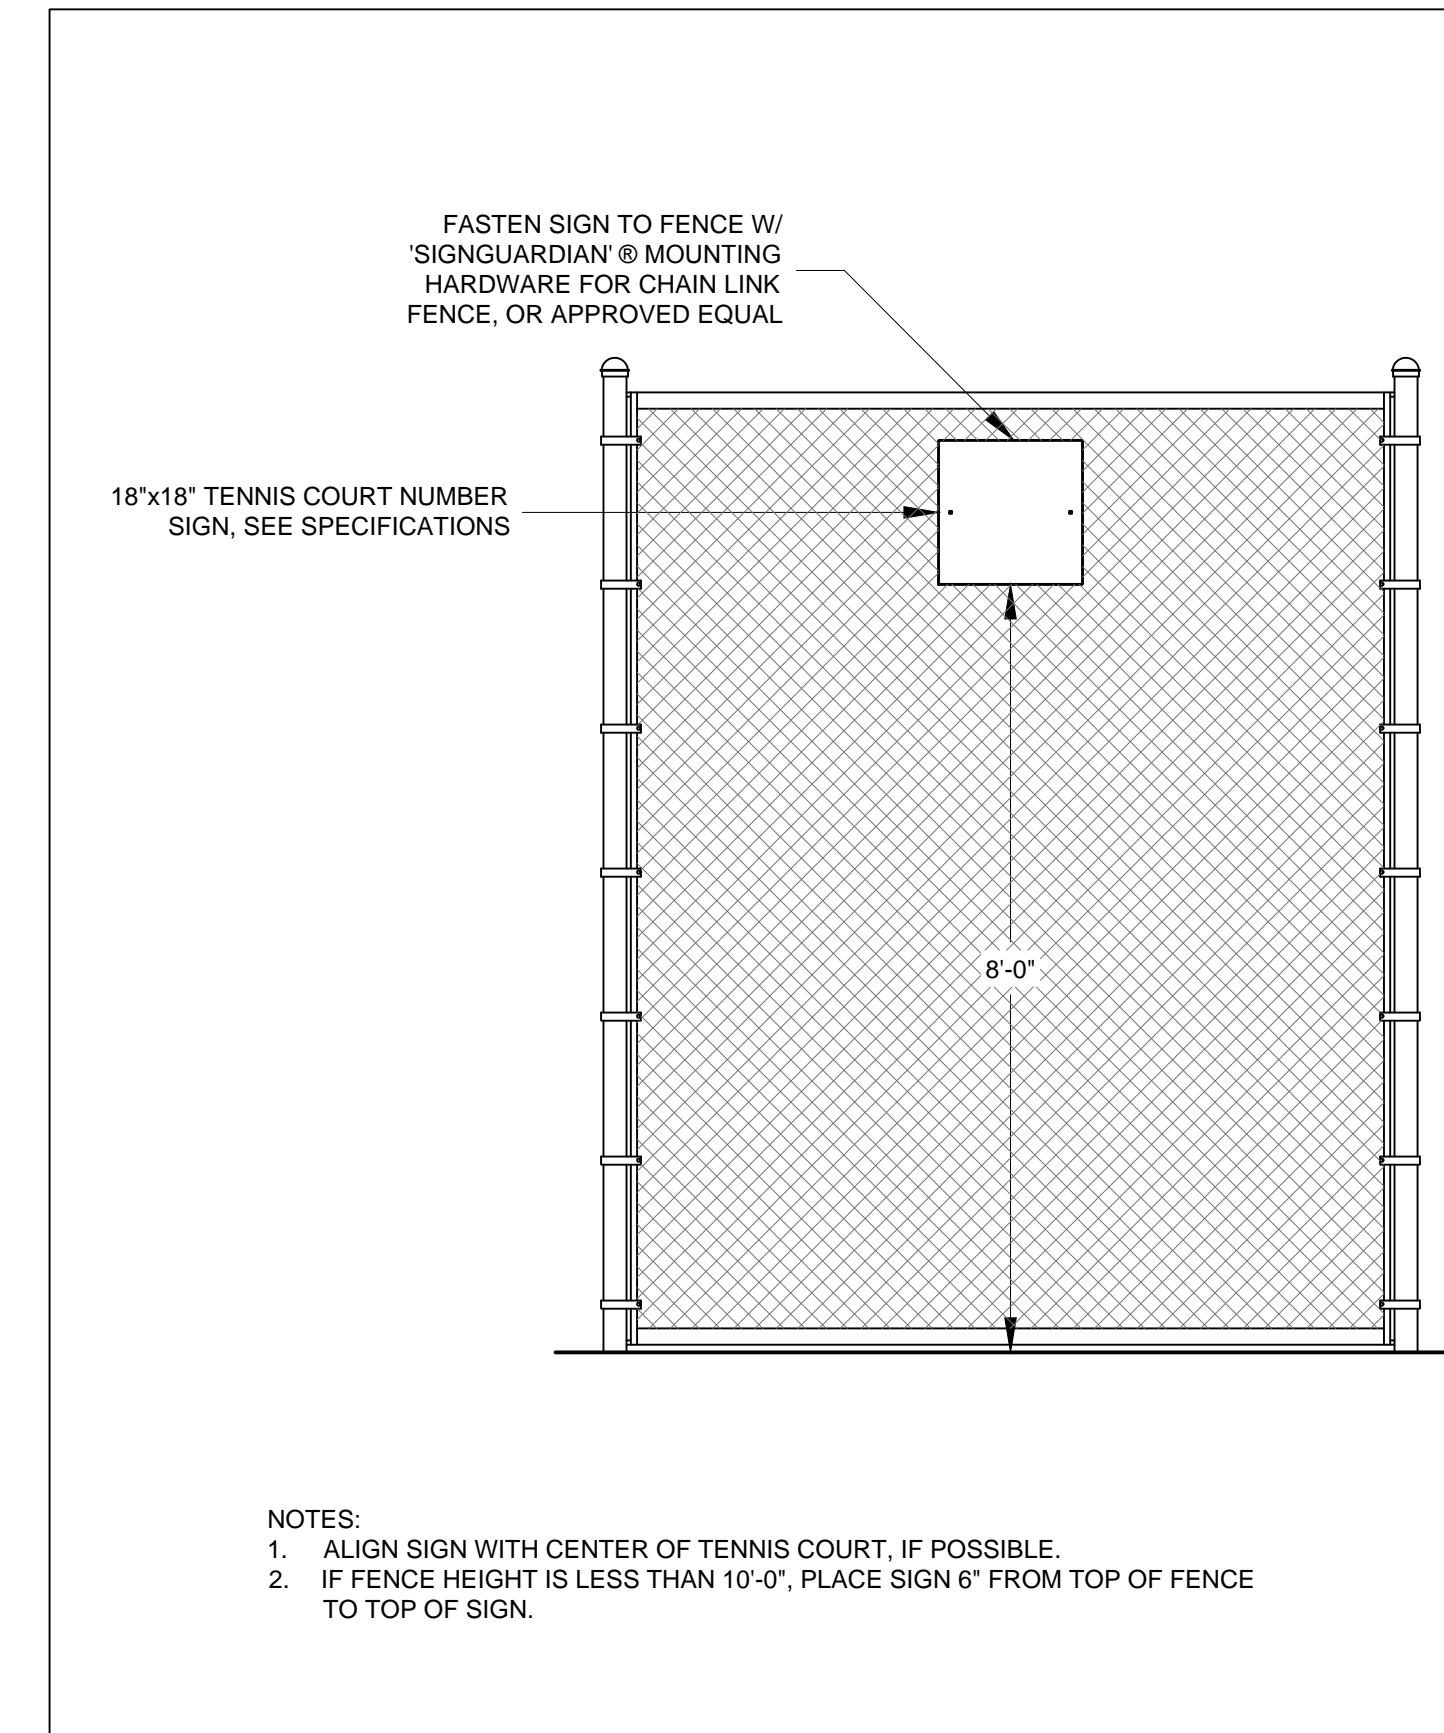 FASTEN SIGN TO FENCE W/
'SIGNGUARDIAN' ® MOUNTING
HARDWARE FOR CHAIN LINK
FENCE, OR APPROVED EQUAL
18"x18" TENNIS COURT NUMBER
SIGN, SEE SPECIFICATIONS
8'-0"
NOTES:
1. ALIGN SIGN WITH CENTER OF TENNIS COURT, IF POSSIBLE.
2. IF FENCE HEIGHT IS LESS THAN 10'-0", PLACE SIGN 6" FROM TOP OF FENCE
TO TOP OF SIGN.